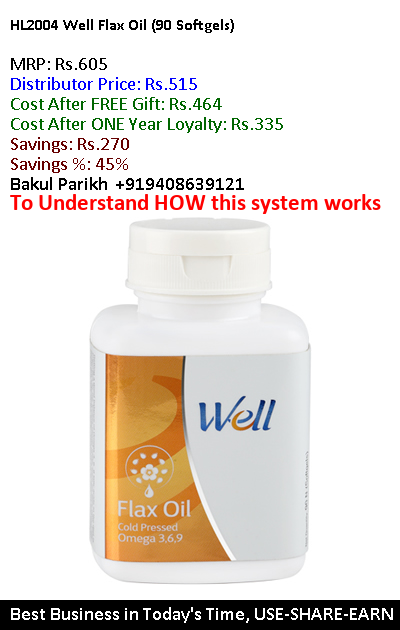 HL2004 Well Flax Oil (90 Softgels)
MRP: Rs.605
Distributor Price: Rs.515
Cost After FREE Gift: Rs.464
Cost After ONE Year Loyalty: Rs.335
Savings: Rs.270
Savings %: 45%
Bakul Parikh +919408639121
To Understand HOW this system works
Well
Flax Oil
Cold Pressed
Omega 3,6,9
Best Business in Today's Time, USE-SHARE-EARN